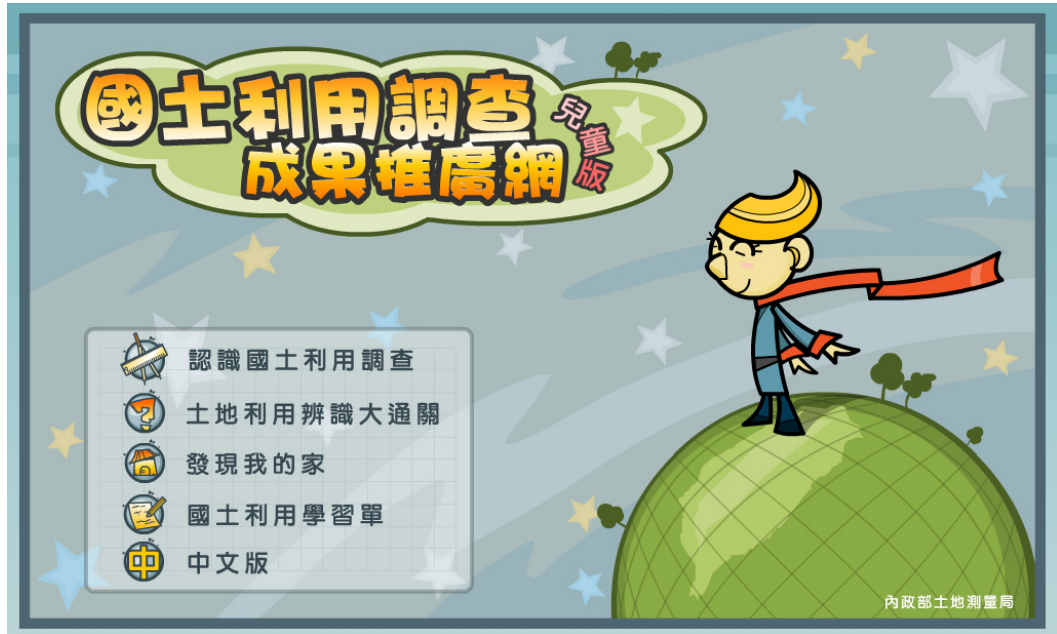 國土利用調查
成果推廣網
兒童版
認識國土利用調查
土地利用辨識大通關
發現我的家
國土利用學習單
中 中文版
內政部土地測量局